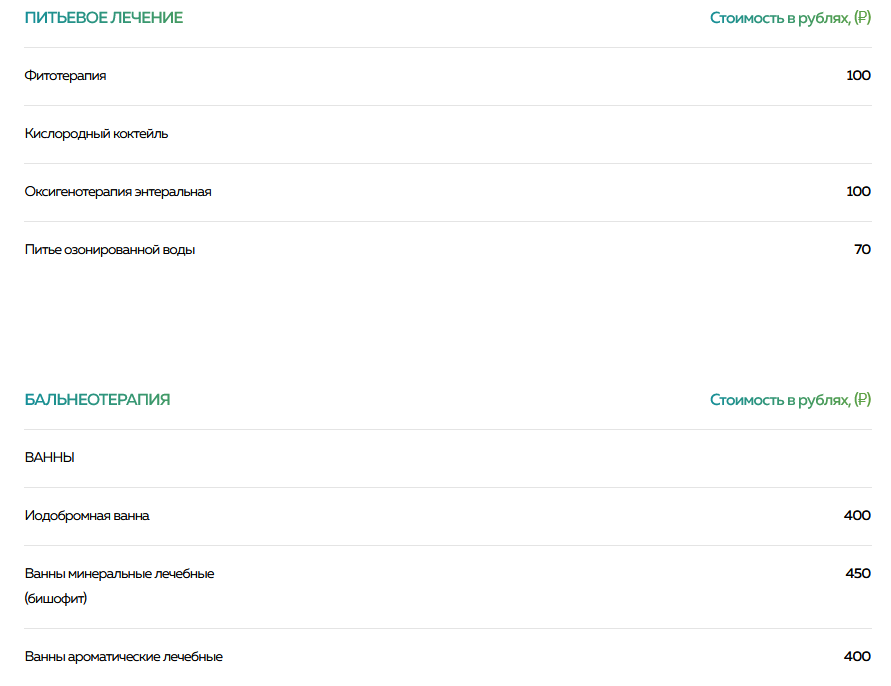 ПИТЬЕВОЕ ЛЕЧЕНИЕ Стоимость в рублях, (₽)
Фитотерапия 100
Кислородный коктейль
Оксигенотерапия энтеральная 100
Питье озонированной воды 70
БАЛЬНЕОТЕРАПИЯ Стоимость в рублях, (₽)
ВАННЫ
Иодобромная ванна 400
Ванны минеральные лечебные 450
(бишофит)
Ванны ароматические лечебные 400